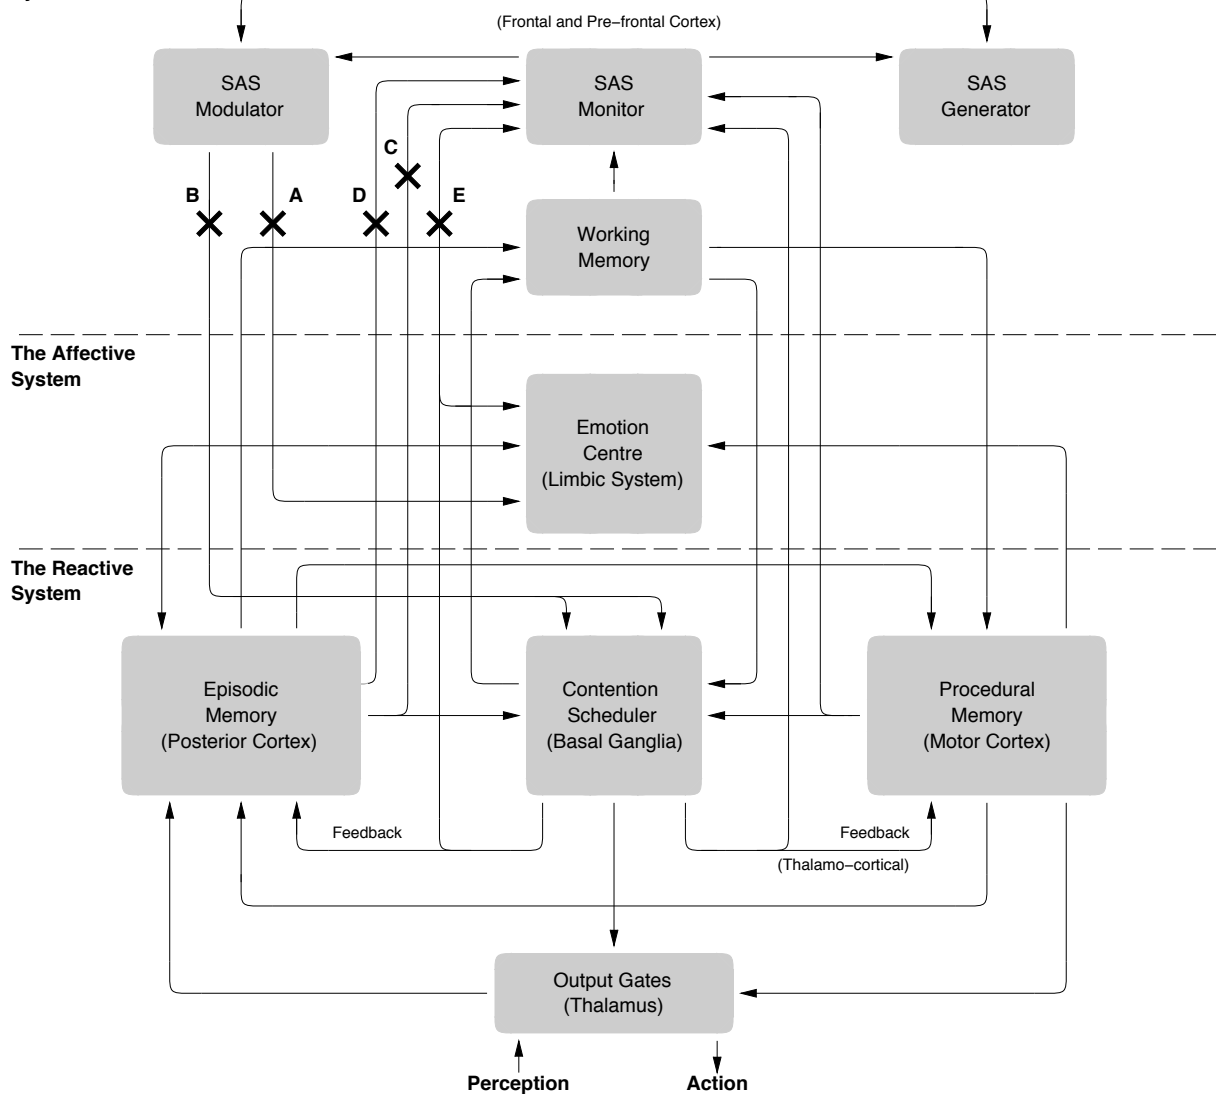 (Frontal and Pre−frontal Cortex)
SAS
Modulator
SAS
Monitor
SAS
Generator
C
B
A
D
E
Working
Memory
The Affective
System
Emotion
Centre
(Limbic System)
The Reactive
System
Episodic
Memory
(Posterior Cortex)
Contention
Scheduler
(Basal Ganglia)
Procedural
Memory
(Motor Cortex)
Feedback
Feedback
(Thalamo−cortical)
Output Gates
(Thalamus)
Perception
Action